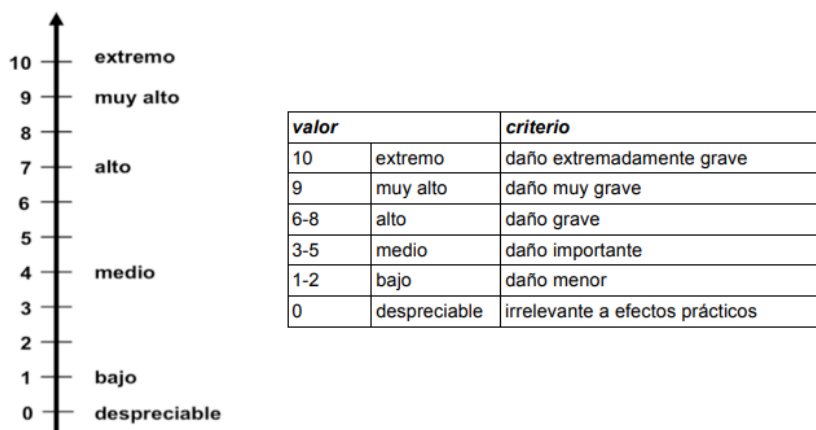 10 extremo
9 muy alto
8
7 alto
6
5
4 medio
3
2
1 bajo
0 despreciable
valor criterio
10 extremo daño extremadamente grave
9 muy alto daño muy grave
6-8 alto daño grave
3-5 medio daño importante
1-2 bajo daño menor
0 despreciable irrelevante a efectos prácticos